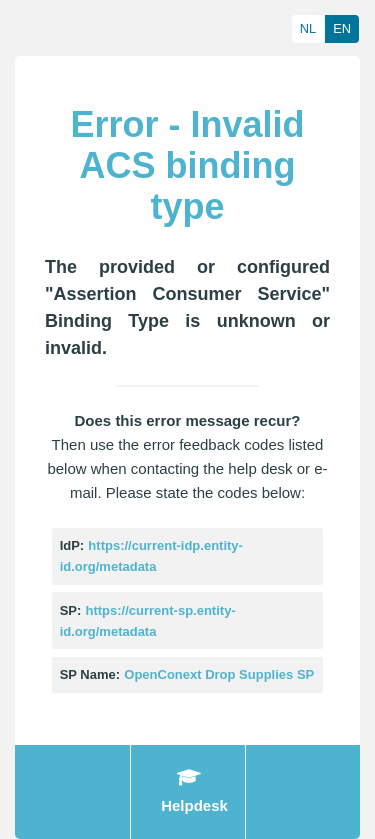 NL EN
Error - Invalid
ACS binding
type
The provided or configured
"Assertion Consumer Service"
Binding Type is unknown or
invalid.
Does this error message recur?
Then use the error feedback codes listed
below when contacting the help desk or e-
mail. Please state the codes below:
IdP: https://current-idp.entity-
id.org/metadata
SP: https://current-sp.entity-
id.org/metadata
SP Name: OpenConext Drop Supplies SP
Helpdesk